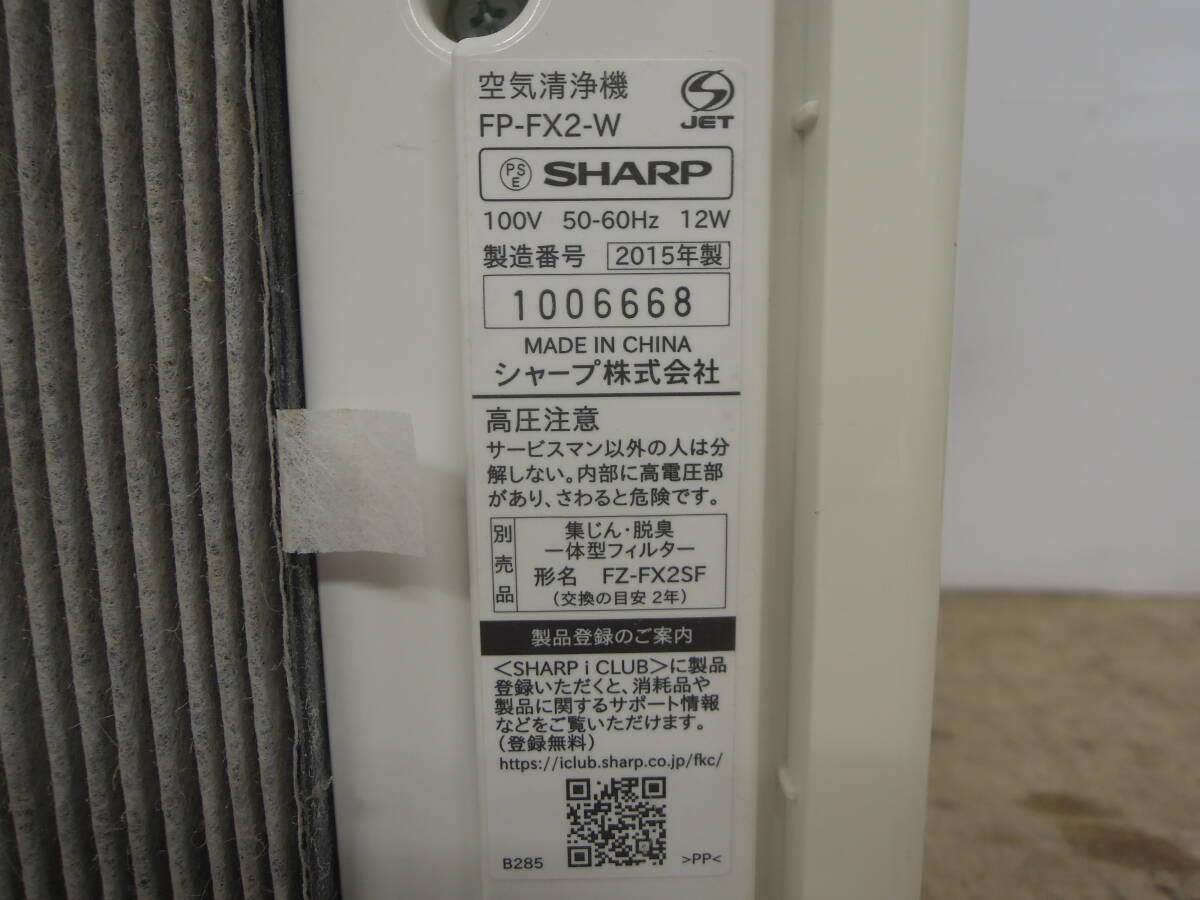 空気清浄機
JET
FP-FX2-W
PS
E
SHARP
100V 50-60Hz 12W
製造番号 2015年製
1006668
MADE IN CHINA
シャープ株式会社
高圧注意
サービスマン以外の人は分
解しない。内部に高電圧部
があり、さわると危険です。
別売品
集じん・脱臭
一体型フィルター
形名 FZ-FX2SF
（交換の目安 2年）
製品登録のご案内
＜SHARP i CLUB＞に製品
登録いただくと、消耗品や
製品に関するサポート情報
などをご覧いただけます。
（登録無料）
https://iclub.sharp.co.jp/fkc/
B285 >PP<